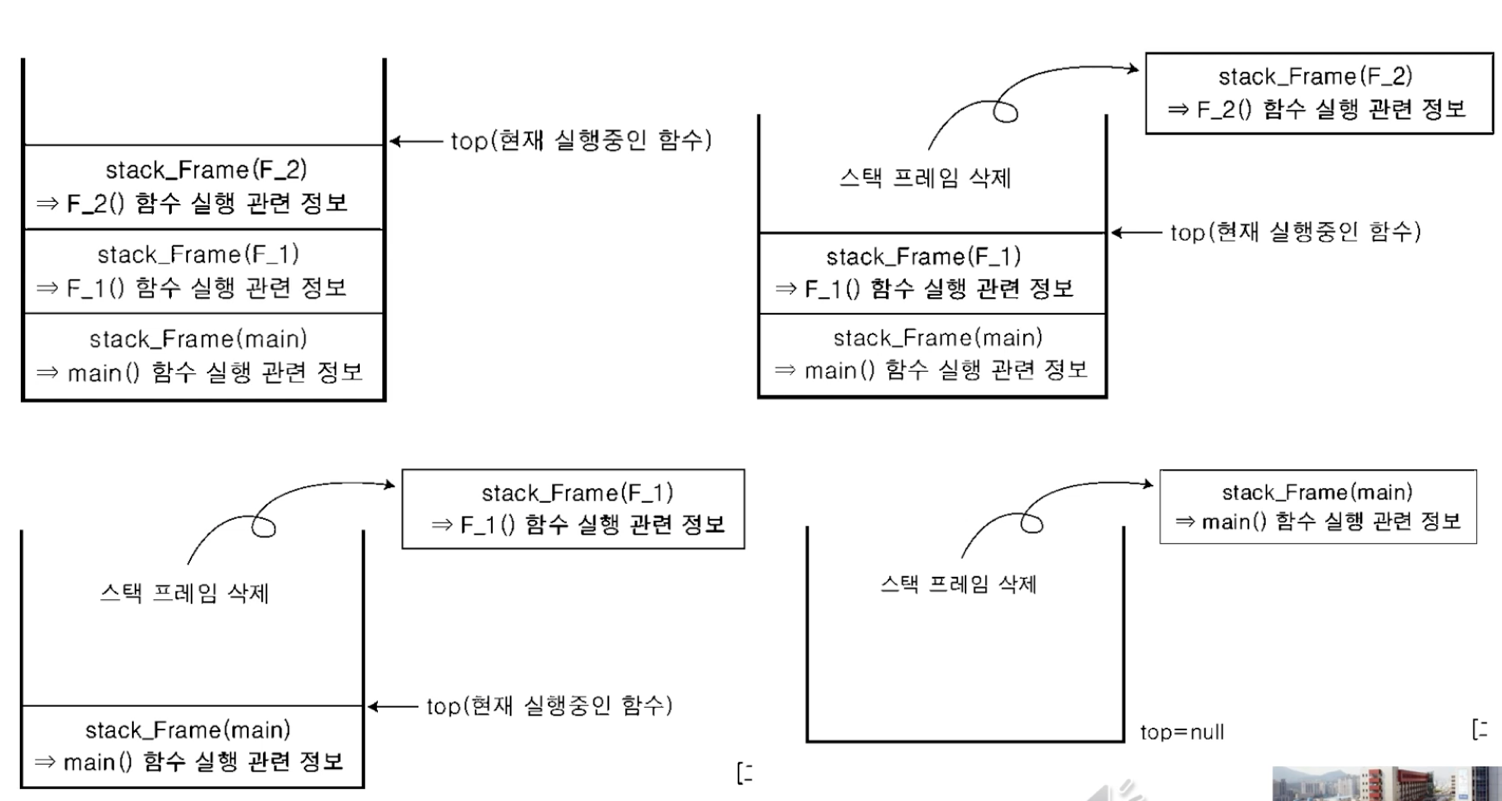 top(현재 실행중인 함수)
stack_Frame(F_2)
⇒ F_2() 함수 실행 관련 정보
stack_Frame(F_1)
⇒ F_1() 함수 실행 관련 정보
stack_Frame(main)
⇒ main() 함수 실행 관련 정보
stack_Frame(F_2)
⇒ F_2() 함수 실행 관련 정보
스택 프레임 삭제
top(현재 실행중인 함수)
stack_Frame(F_1)
⇒ F_1() 함수 실행 관련 정보
stack_Frame(main)
⇒ main() 함수 실행 관련 정보
stack_Frame(F_1)
⇒ F_1() 함수 실행 관련 정보
스택 프레임 삭제
top(현재 실행중인 함수)
stack_Frame(main)
⇒ main() 함수 실행 관련 정보
stack_Frame(main)
⇒ main() 함수 실행 관련 정보
스택 프레임 삭제
top=null